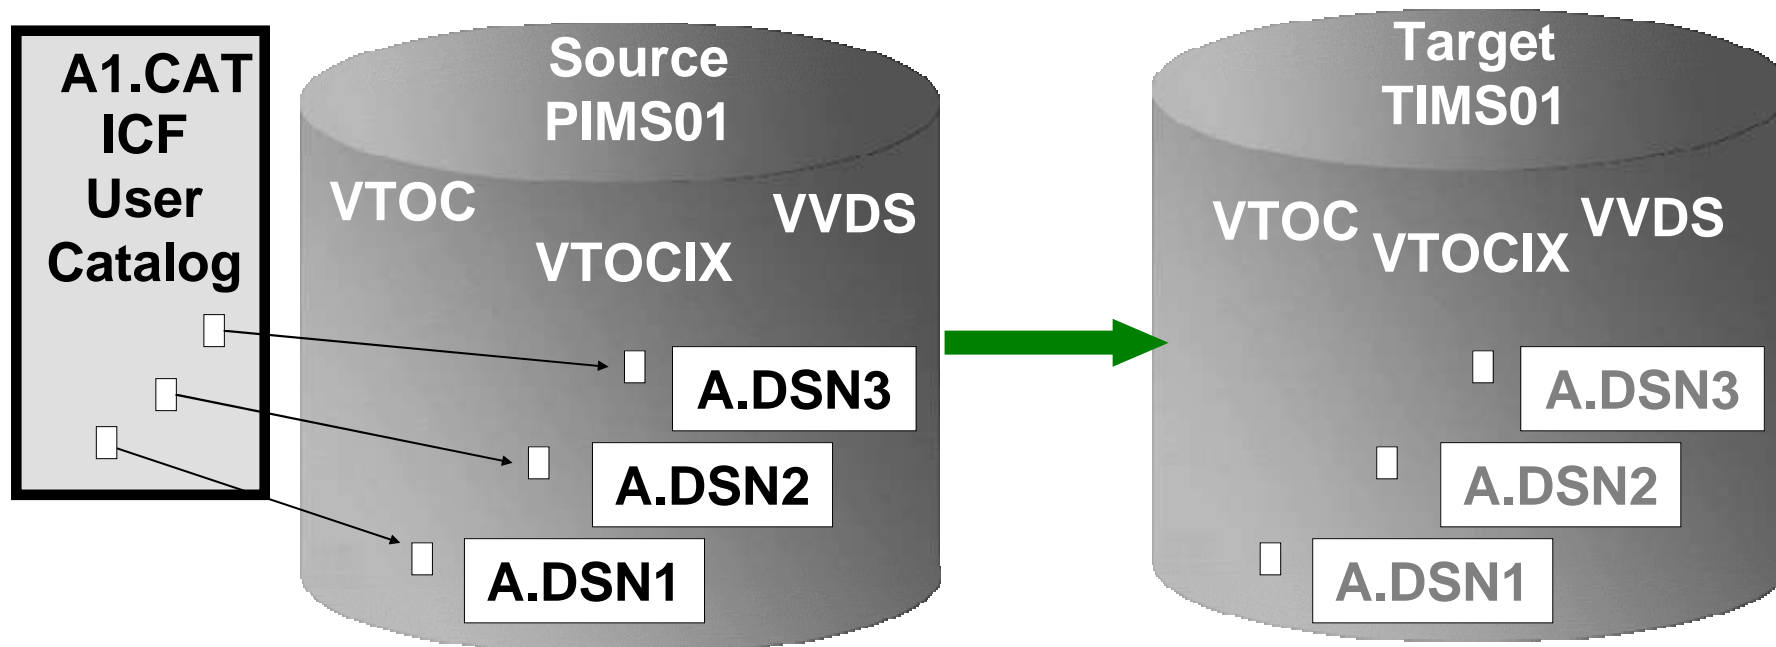 A1.CAT
ICF
User
Catalog
Source
PIMS01
VTOC
VTOCIX
VVDS
A.DSN3
A.DSN2
A.DSN1
Target
TIMS01
VTOC
VTOCIX
VVDS
A.DSN3
A.DSN2
A.DSN1